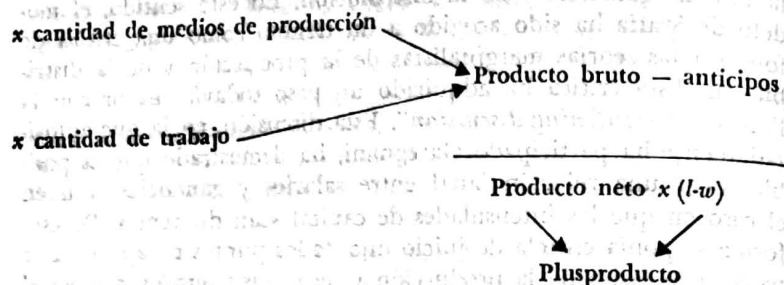 x cantidad de medios de producción
Producto bruto — anticipos
x cantidad de trabajo
Producto neto x (l-w)
Plusproducto